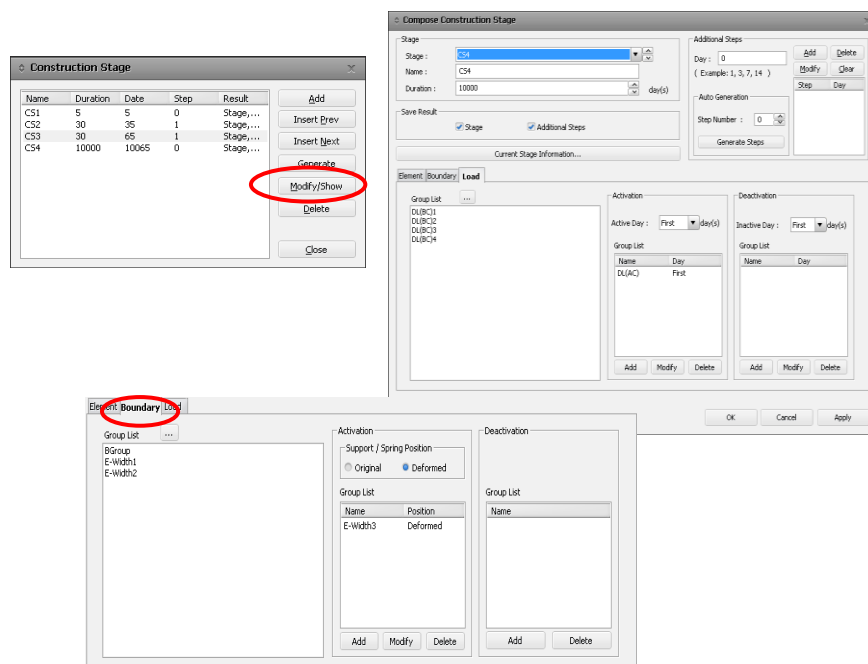 Construction Stage
Name Duration Date Step Result
CS1 5 5 0 Stage,...
CS2 30 35 1 Stage,...
CS3 30 65 1 Stage,...
CS4 10000 10065 0 Stage,...
Add
Insert Prev
Insert Next
Generate
Modify/Show
Delete
Close
Compose Construction Stage
Stage
Stage : CS4
Name : CS4
Duration : 10000 day(s)
Save Result
Stage Additional Steps
Current Stage Information...
Additional Steps
Day : 0
( Example: 1, 3, 7, 14 )
Add Delete
Modify Clear
Step Day
Auto Generation
Step Number : 0
Generate Steps
Element Boundary Load
Group List ...
DL(BC)1
DL(BC)2
DL(BC)3
DL(BC)4
Activation
Active Day : First day(s)
Group List
Name Day
DL(AC) First
Add Modify Delete
Deactivation
Inactive Day : First day(s)
Group List
Name Day
Add Modify Delete
OK Cancel Apply
Element Boundary Load
Group List ...
BGroup
E-Width1
E-Width2
Activation
Support / Spring Position
Original Deformed
Group List
Name Position
E-Width3 Deformed
Add Modify Delete
Deactivation
Group List
Name
Add Delete